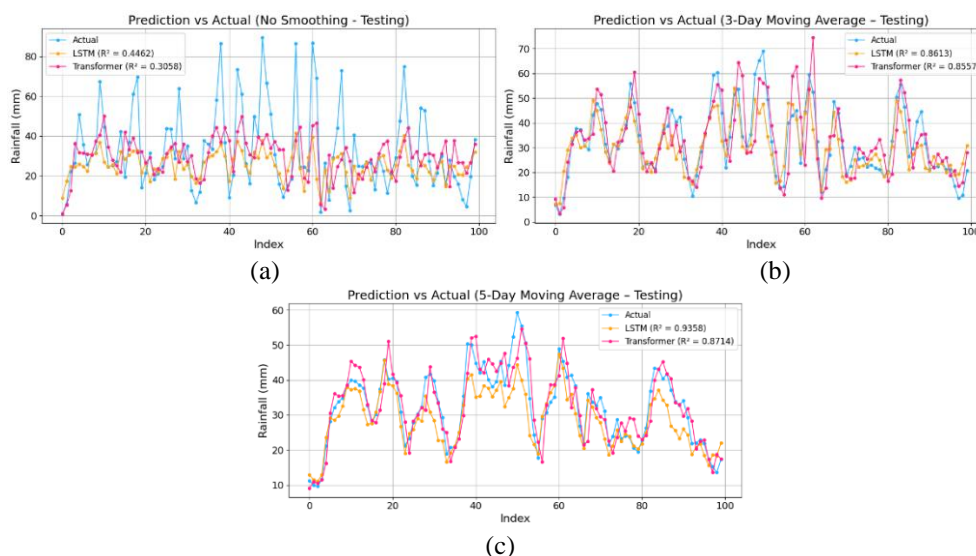 Prediction vs Actual (No Smoothing - Testing)
Actual
LSTM (R² = 0.4462)
Transformer (R² = 0.3058)
80
60
40
20
0
Rainfall (mm)
0 20 40 60 80 100
Index
(a)
Prediction vs Actual (3-Day Moving Average – Testing)
Actual
LSTM (R² = 0.8613)
Transformer (R² = 0.8557)
70
60
50
40
30
20
10
0
Rainfall (mm)
0 20 40 60 80 100
Index
(b)
Prediction vs Actual (5-Day Moving Average – Testing)
Actual
LSTM (R² = 0.9358)
Transformer (R² = 0.8714)
60
50
40
30
20
10
Rainfall (mm)
0 20 40 60 80 100
Index
(c)